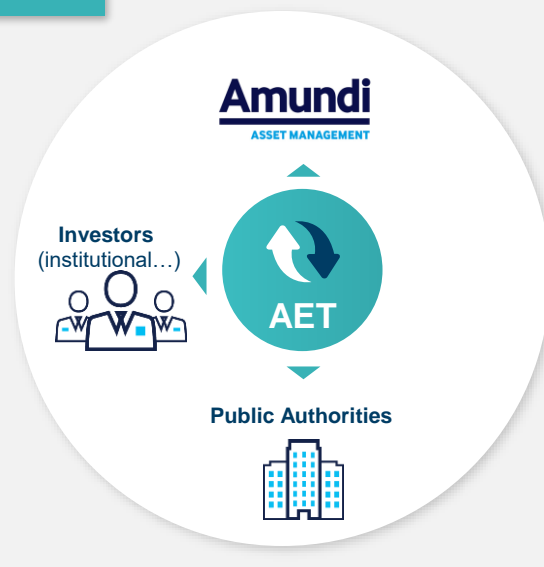 Amundi
ASSET MANAGEMENT
Investors
(institutional…)
AET
Public Authorities